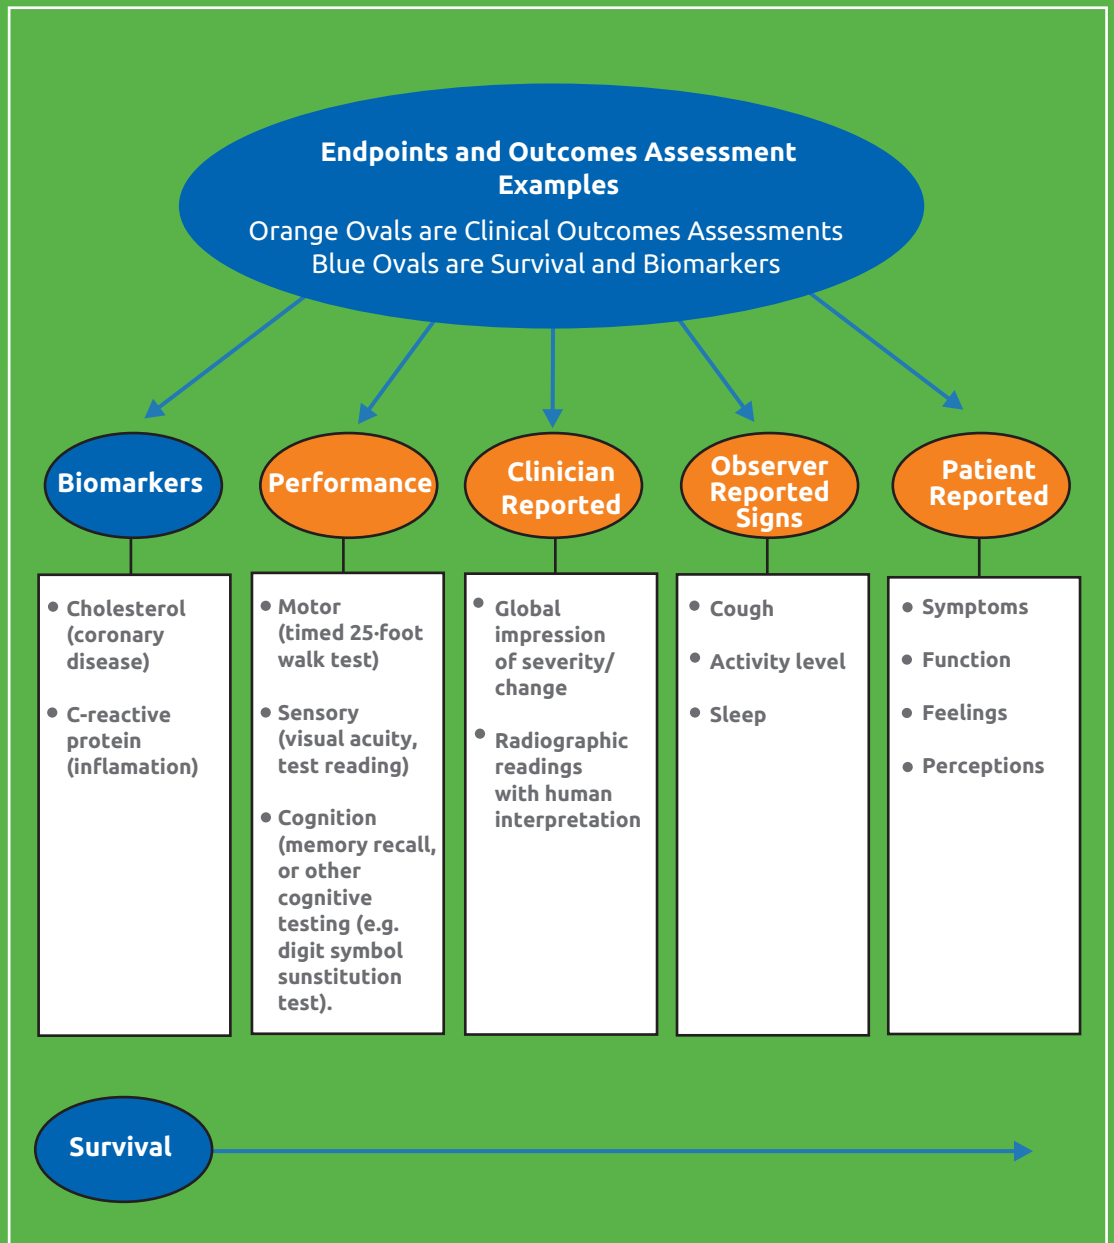 Endpoints and Outcomes Assessment
Examples
Orange Ovals are Clinical Outcomes Assessments
Blue Ovals are Survival and Biomarkers
Biomarkers
• Cholesterol
(coronary
disease)
• C-reactive
protein
(inflamation)
Performance
• Motor
(timed 25-foot
walk test)
• Sensory
(visual acuity,
test reading)
• Cognition
(memory recall,
or other
cognitive
testing (e.g.
digit symbol
sunstitution
test).
Clinician
Reported
• Global
impression
of severity/
change
• Radiographic
readings
with human
interpretation
Observer
Reported
Signs
• Cough
• Activity level
• Sleep
Patient
Reported
• Symptoms
• Function
• Feelings
• Perceptions
Survival